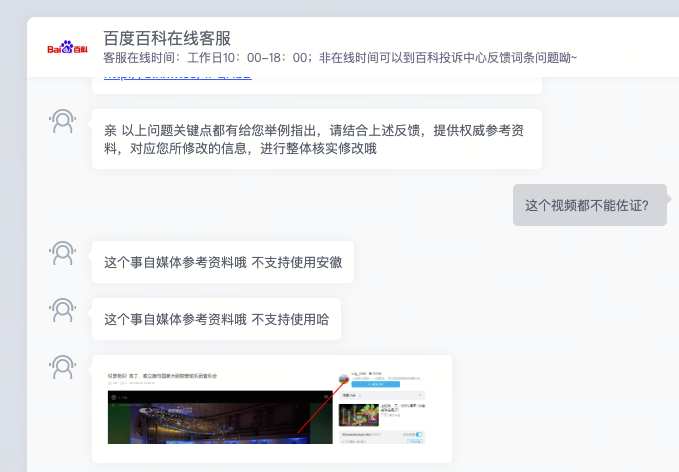 Bai 百科
百度百科在线客服
客服在线时间：工作日10：00-18：00；非在线时间可以到百科投诉中心反馈词条问题呦~
亲 以上问题关键点都有给您举例指出，请结合上述反馈，提供权威参考资
料，对应您所修改的信息，进行整体核实修改哦
这个视频都不能佐证？
这个事自媒体参考资料哦 不支持使用安徽
这个事自媒体参考资料哦 不支持使用哈